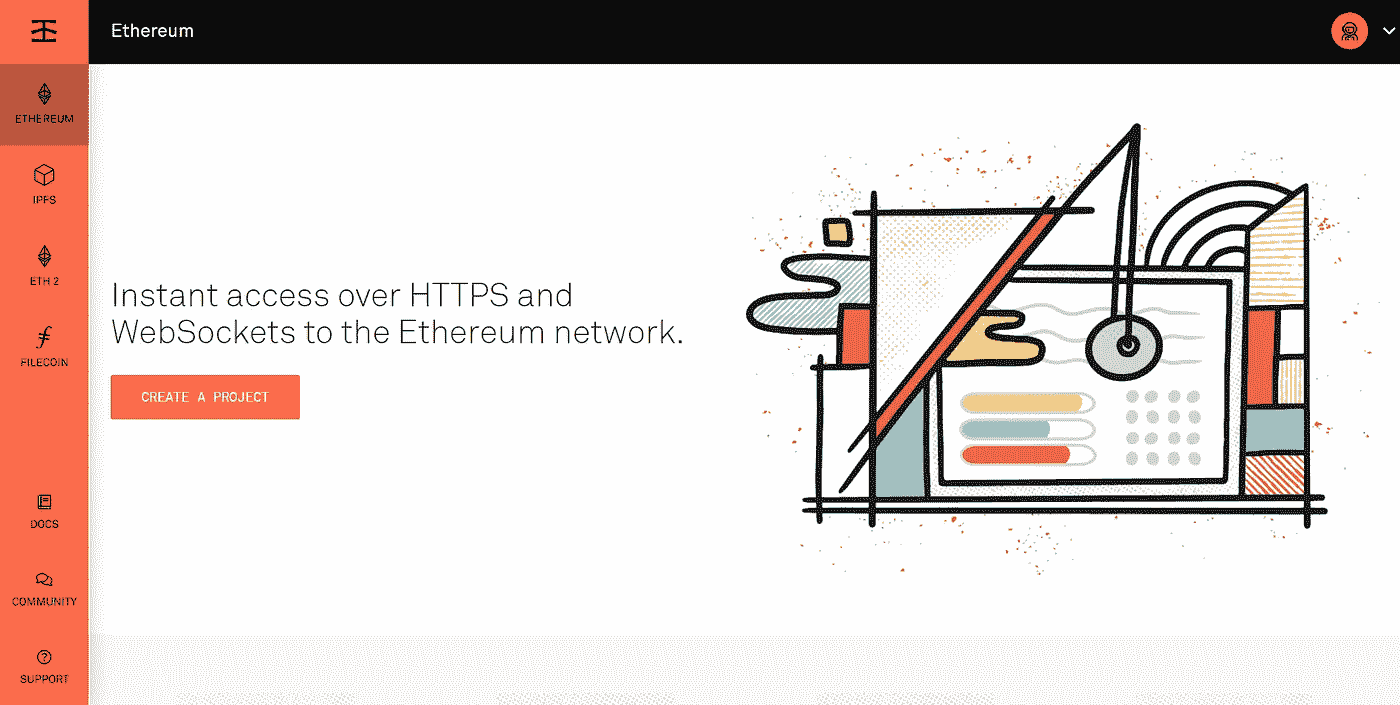 Ethereum
ETHEREUM
IPFS
ETH 2
FILECOIN
DOCS
COMMUNITY
SUPPORT
Instant access over HTTPS and
WebSockets to the Ethereum network.
CREATE A PROJECT